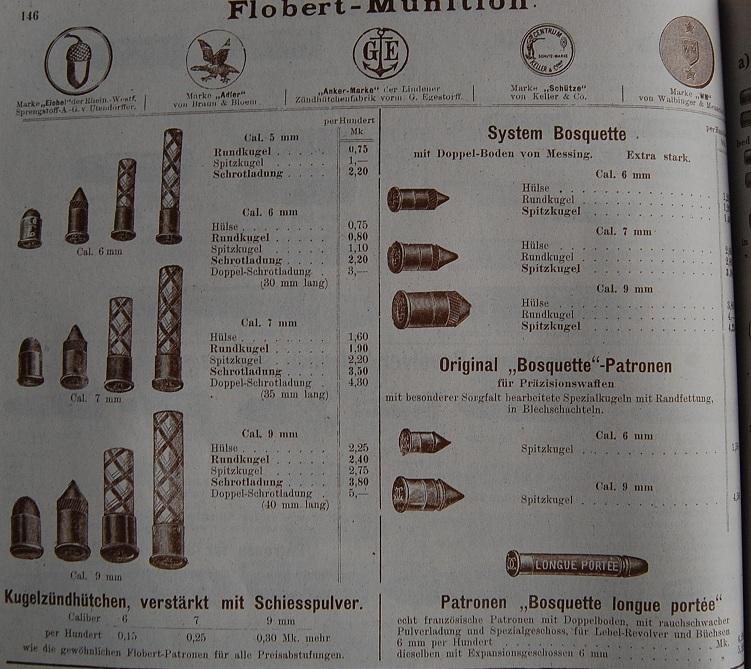 146
Flobert-Munition.
GE
CENTRUM
SCHUTZ-MARKE
KELLER & CO
Marke „Eichel“ der Rhein.-Westf.
Sprengstoff-A.-G. v. Utendörffer.
Marke „Adler“
von Braun & Bloem.
„Anker-Marke“ der Lindener
Zündhütchenfabrik vorm. G. Egestorff.
Marke „Schütze“
von Keller & Co.
Marke
von Walbinger &
per Hundert
Mk.
Cal. 5 mm
Rundkugel 0,75
Spitzkugel 1,—
Schrotladung 2,20
Cal. 6 mm
Cal. 6 mm
Hülse 0,75
Rundkugel 0,80
Spitzkugel 1,10
Schrotladung 2,20
Doppel-Schrotladung 3,—
(30 mm lang)
Cal. 7 mm
Cal. 7 mm
Hülse 1,60
Rundkugel 1,90
Spitzkugel 2,20
Schrotladung 3,50
Doppel-Schrotladung 4,30
(35 mm lang)
Cal. 9 mm
Cal. 9 mm
Hülse 2,25
Rundkugel 2,40
Spitzkugel 2,75
Schrotladung 3,80
Doppel-Schrotladung 5,—
(40 mm lang)
Kugelzündhütchen, verstärkt mit Schiesspulver.
Caliber 6 7 9 mm
per Hundert 0,15 0,25 0,30 Mk. mehr
wie die gewöhnlichen Flobert-Patronen für alle Preisabstufungen.
System Bosquette
mit Doppel-Boden von Messing. Extra stark.
Cal. 6 mm
Hülse
Rundkugel
Spitzkugel
Cal. 7 mm
Hülse
Rundkugel
Spitzkugel
Cal. 9 mm
Hülse
Rundkugel
Spitzkugel
Original „Bosquette“-Patronen
für Präzisionswaffen
mit besonderer Sorgfalt bearbeitete Spezialkugeln mit Randfettung,
in Blechschachteln.
Cal. 6 mm
Spitzkugel
Cal. 9 mm
Spitzkugel
LONGUE PORTÉE
Patronen „Bosquette longue portée“
echt französische Patronen mit Doppelboden, mit rauchschwacher
Pulverladung und Spezialgeschoss, für Lebel-Revolver und Büchsen
6 mm per Hundert Mk.
dieselben mit Expansionsgeschossen 6 mm